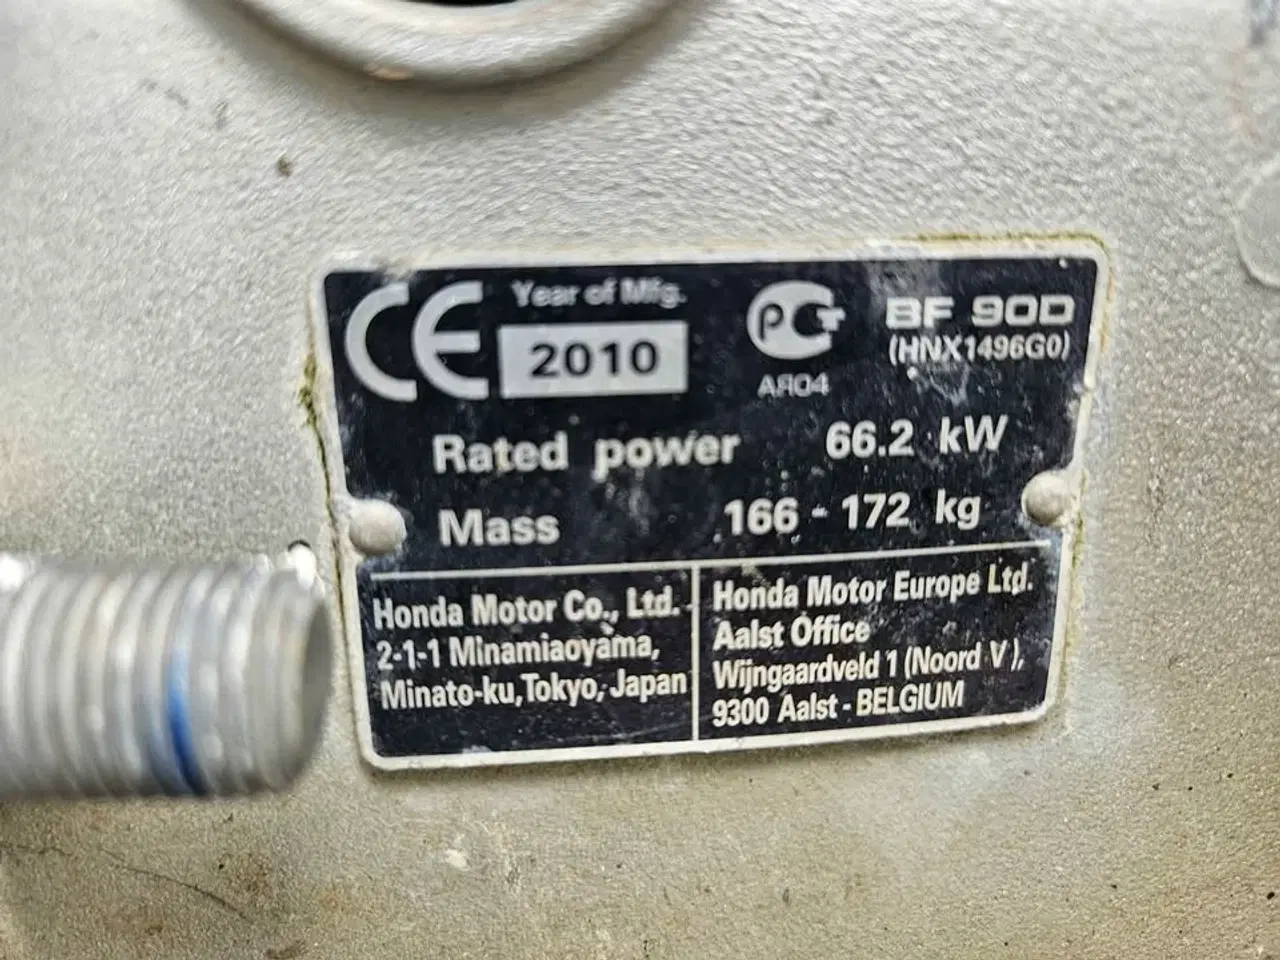 CE
Year of Mfg.
2010
PCT
АЯ04
BF 90D
(HNX1496G0)
Rated power 66.2 kW
Mass 166 - 172 kg
Honda Motor Co., Ltd.
2-1-1 Minamiaoyama,
Minato-ku, Tokyo, Japan
Honda Motor Europe Ltd.
Aalst Office
Wijngaardveld 1 (Noord V),
9300 Aalst - BELGIUM